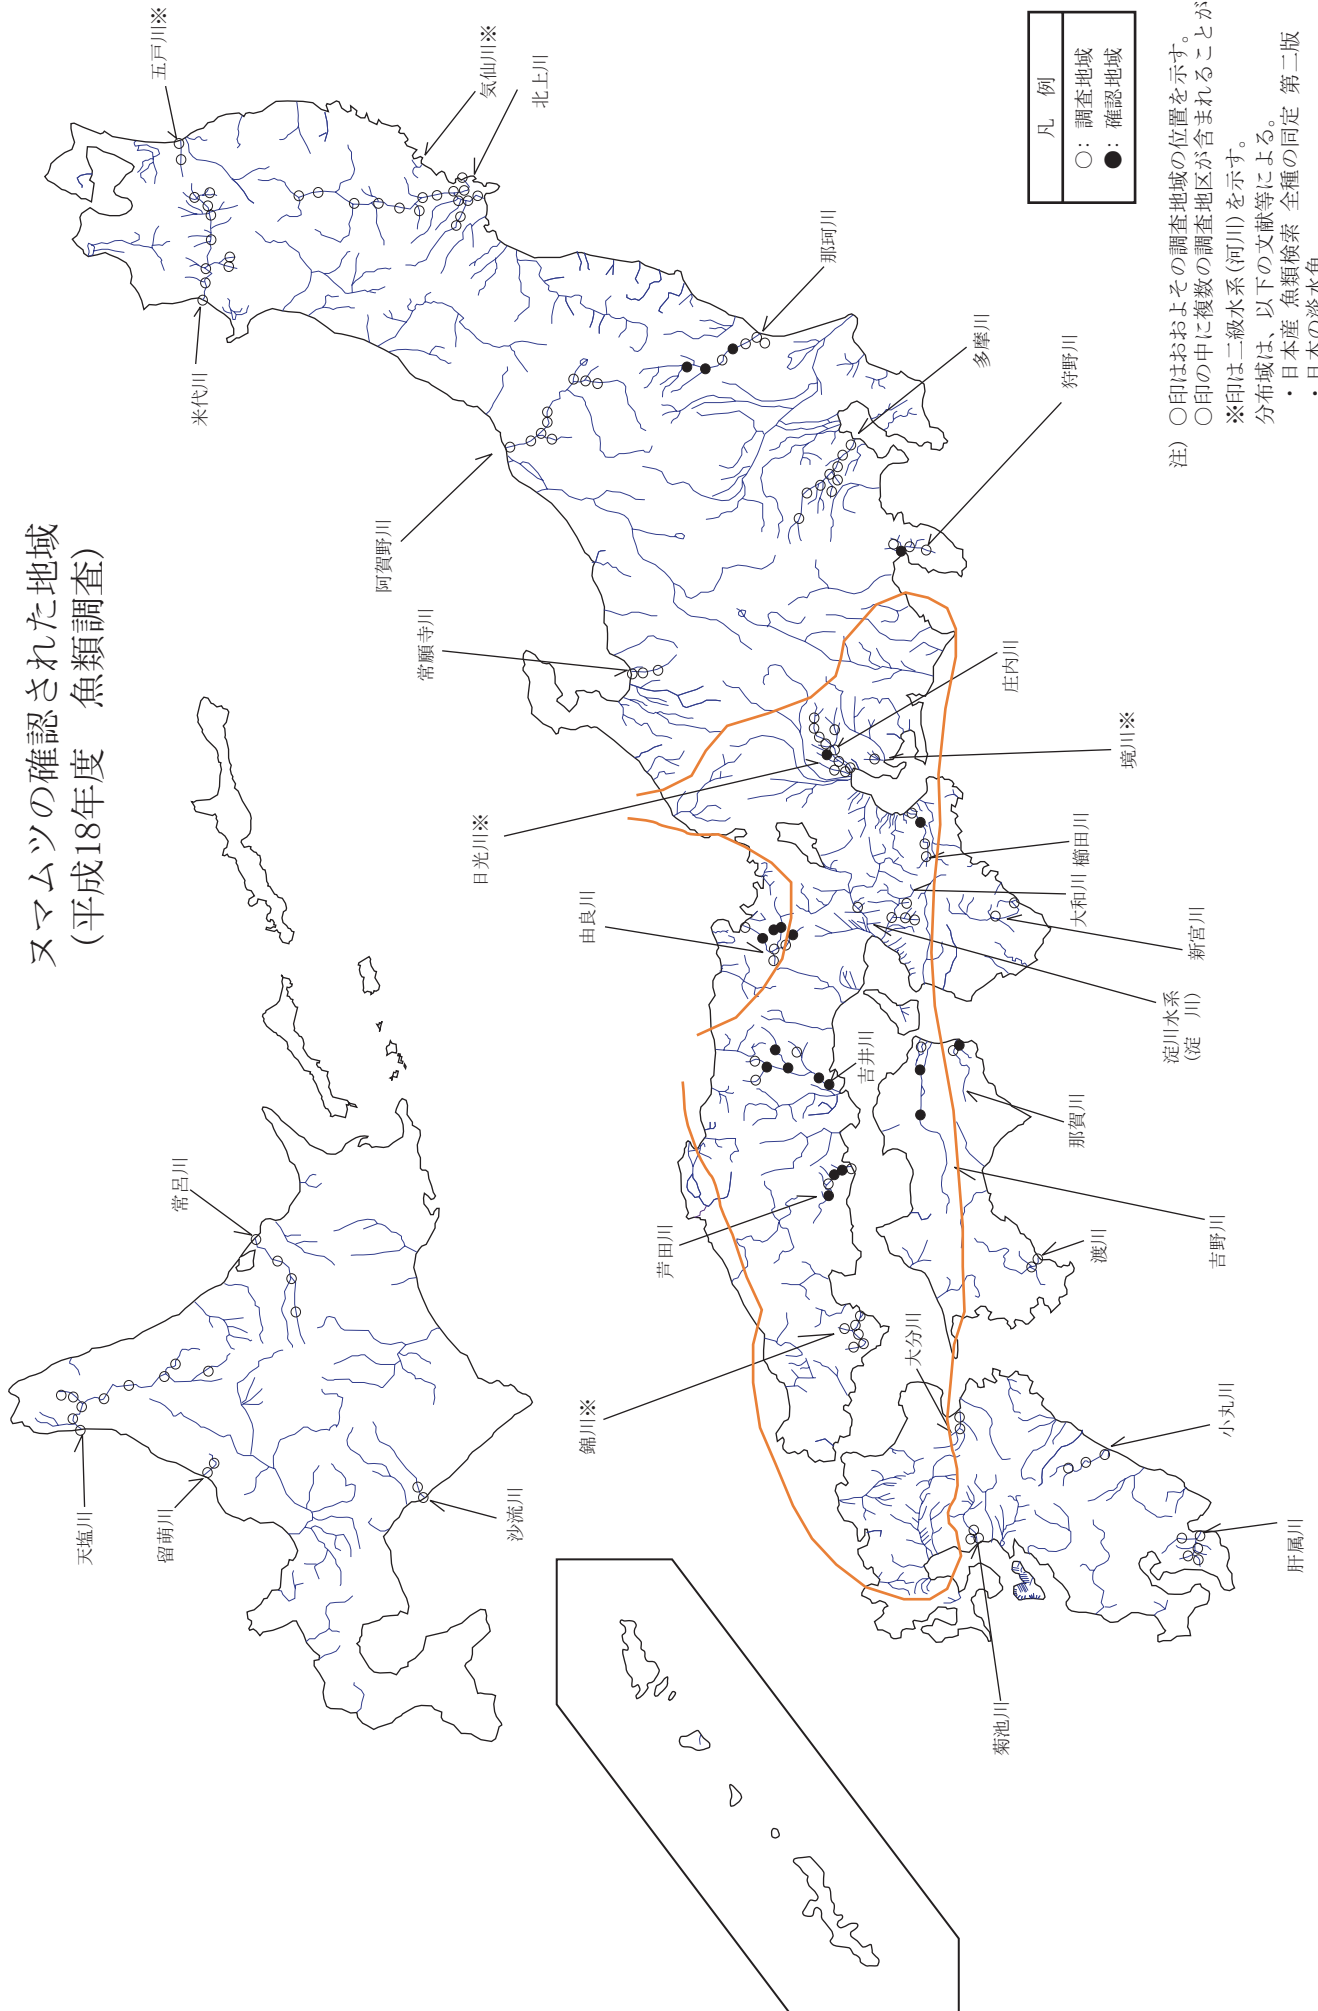 ヌマムツの確認された地域
(平成18年度　魚類調査)
常呂川
天塩川
留萌川
沙流川
五戸川※
気仙川※
北上川
米代川
那珂川
多摩川
狩野川
阿賀野川
常願寺川
庄内川
境川※
日光川※
由良川
櫛田川
大和川
新宮川
淀川水系
(淀　川)
吉井川
那賀川
吉野川
渡川
芦田川
錦川※
大分川
小丸川
肝属川
菊池川
凡　例
○： 調査地域
●： 確認地域
注）○印はおおよその調査地域の位置を示す。
○印の中に複数の調査地区が含まれることが
※印は二級水系(河川)を示す。
分布域は、以下の文献等による。
・ 日本産 魚類検索 全種の同定 第二版
・ 日本の淡水魚